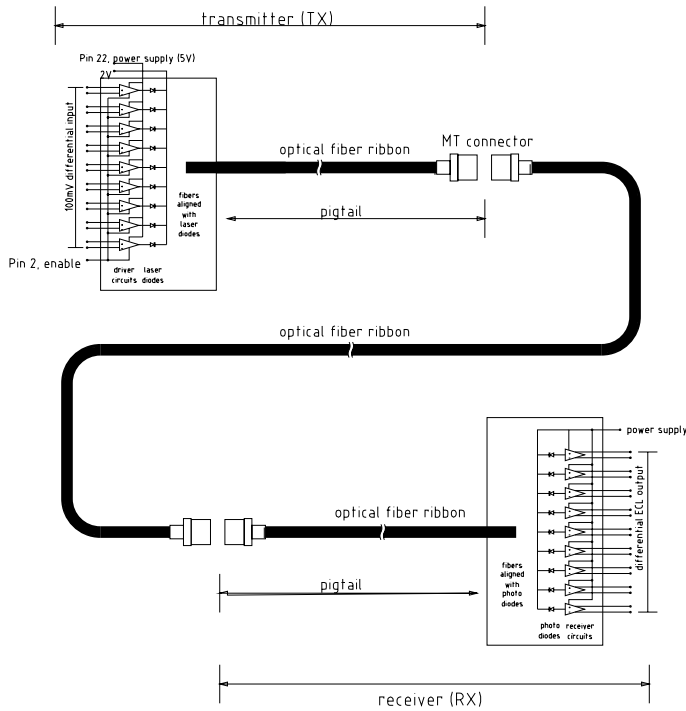 transmitter (TX)
Pin 22, power supply (5V)
2V
100mV differential input
optical fiber ribbon
MT connector
fibers
aligned
with
laser
diodes
pigtail
Pin 2, enable
driver laser
circuits diodes
optical fiber ribbon
power supply
differential ECL output
optical fiber ribbon
fibers
aligned
with
photo
diodes
pigtail
photo receiver
diodes circuits
receiver (RX)